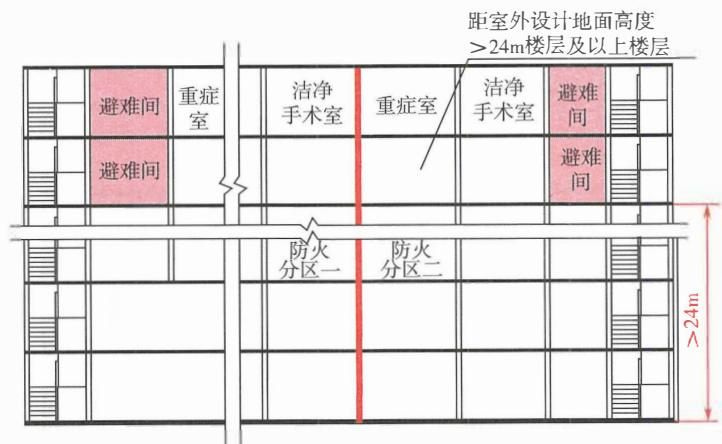 距室外设计地面高度
>24m楼层及以上楼层
避难间
重症
室
洁净
手术室
重症室
洁净
手术室
避难
间
避难间
避难
间
防火
分区一
防火
分区二
>24m